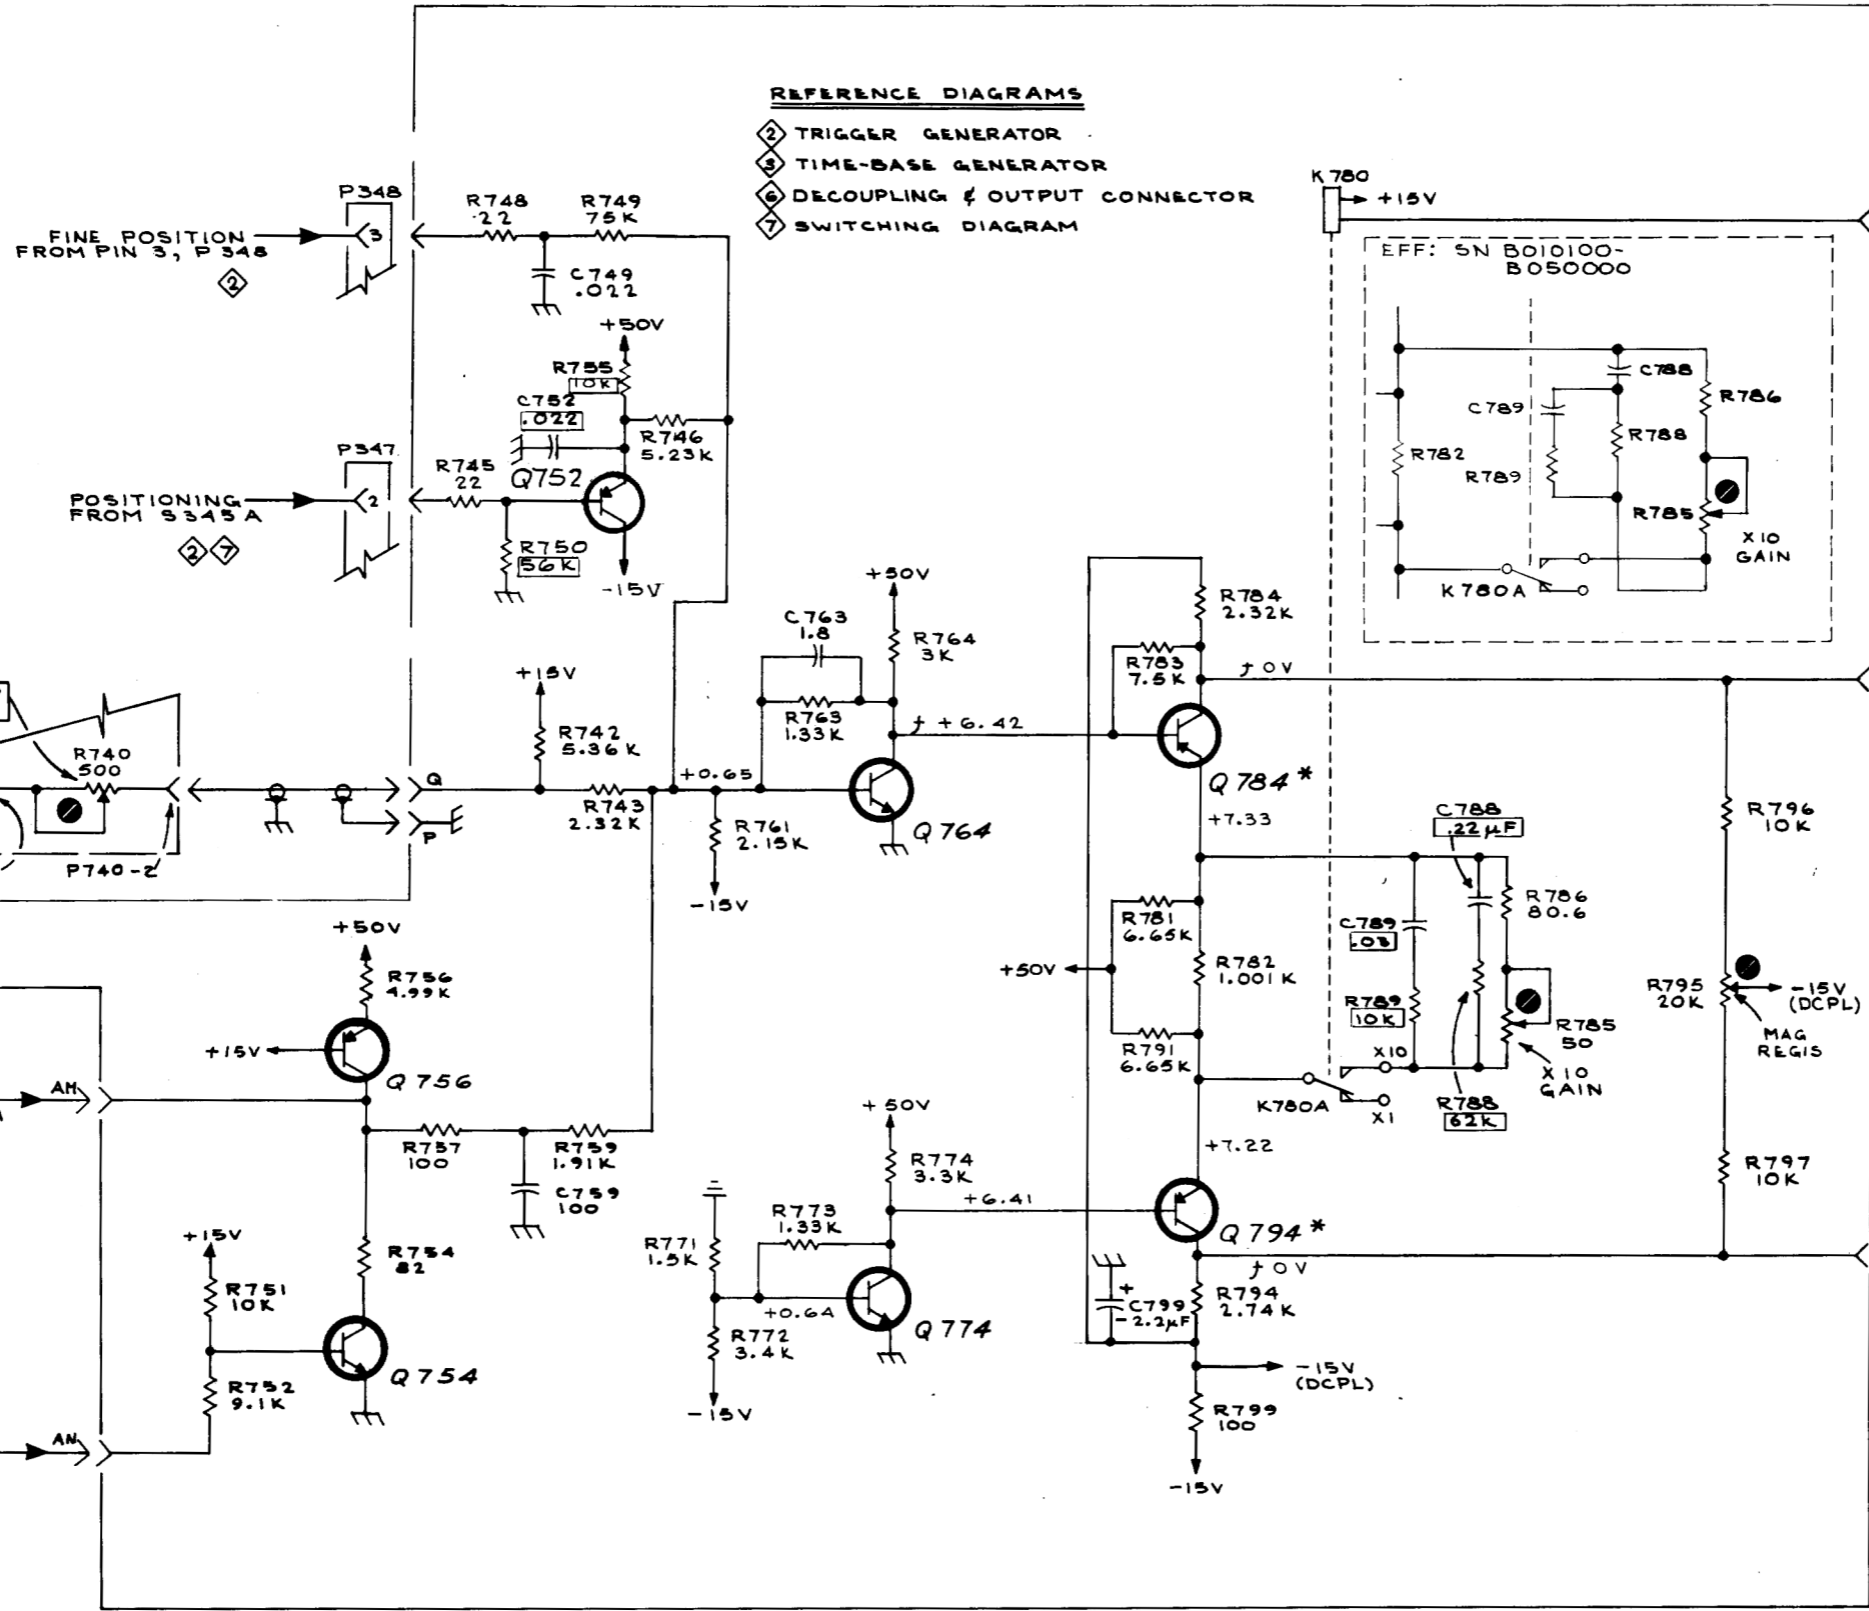 REFERENCE DIAGRAMS
2 TRIGGER GENERATOR
3 TIME-BASE GENERATOR
6 DECOUPLING & OUTPUT CONNECTOR
7 SWITCHING DIAGRAM
K780
+15V
EFF: SN B010100-
B050000
C788
R786
C789
R788
R782
R789
R785
X10
GAIN
K780A
P348
3
FINE POSITION
FROM PIN 3, P348
2
R748
22
R749
75K
C749
.022
+50V
R755
10K
C752
.022
R746
5.23K
P347
2
POSITIONING
FROM S345A
2 7
R745
22
Q752
R750
56K
-15V
R740
500
P740-2
Q
P
+15V
R742
5.36K
R743
2.32K
+0.65
R761
2.15K
-15V
C763
1.8
R763
1.33K
+50V
R764
3K
+6.42
Q764
R784
2.32K
R783
7.5K
0V
Q784*
+7.33
R781
6.65K
+50V
R782
1.001K
R791
6.65K
C788
.22µF
C789
.03
R786
80.6
R789
10K
R785
50
X10
GAIN
X10
K780A
X1
R788
62K
R796
10K
R795
20K
-15V
(DCPL)
MAG
REGIS
R797
10K
+50V
R756
4.99K
+15V
Q756
AM
R757
100
R759
1.91K
C759
100
+15V
R751
10K
R754
82
Q754
R752
9.1K
AN
R771
1.5K
R773
1.33K
+50V
R774
3.3K
+6.41
+0.64
R772
3.4K
-15V
Q774
+7.22
Q794*
0V
+
C799
- 2.2µF
R794
2.74K
-15V
(DCPL)
R799
100
-15V